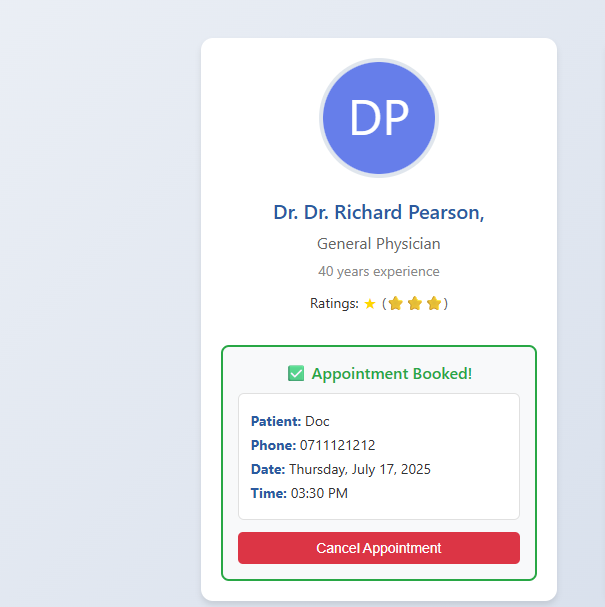 DP
Dr. Dr. Richard Pearson,
General Physician
40 years experience
Ratings: ★ (⭐⭐⭐)
✅ Appointment Booked!
Patient: Doc
Phone: 0711121212
Date: Thursday, July 17, 2025
Time: 03:30 PM
Cancel Appointment